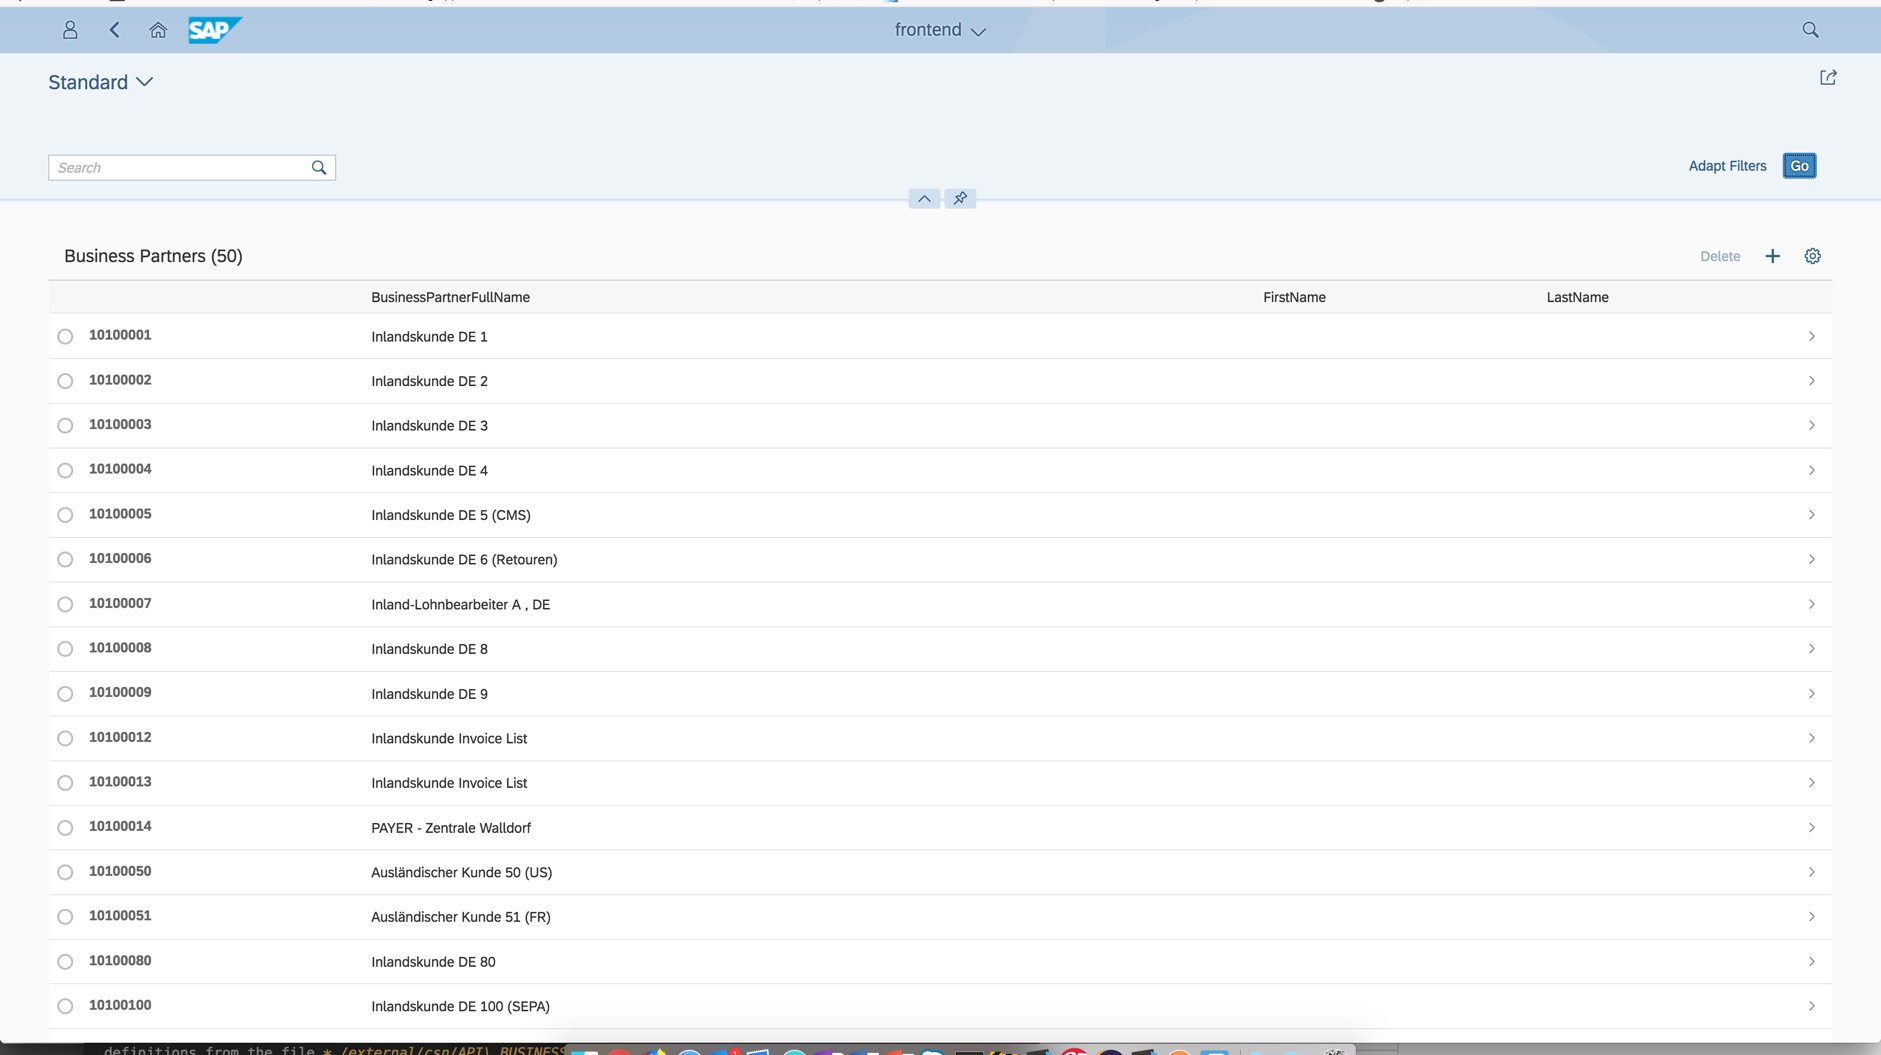 SAP
frontend
Standard
Search
Adapt Filters Go
Business Partners (50)
Delete
BusinessPartnerFullName FirstName LastName
10100001 Inlandskunde DE 1
10100002 Inlandskunde DE 2
10100003 Inlandskunde DE 3
10100004 Inlandskunde DE 4
10100005 Inlandskunde DE 5 (CMS)
10100006 Inlandskunde DE 6 (Retouren)
10100007 Inland-Lohnbearbeiter A , DE
10100008 Inlandskunde DE 8
10100009 Inlandskunde DE 9
10100012 Inlandskunde Invoice List
10100013 Inlandskunde Invoice List
10100014 PAYER - Zentrale Walldorf
10100050 Ausländischer Kunde 50 (US)
10100051 Ausländischer Kunde 51 (FR)
10100080 Inlandskunde DE 80
10100100 Inlandskunde DE 100 (SEPA)
definitions from the file *./external/csn/API\_BUSINESS